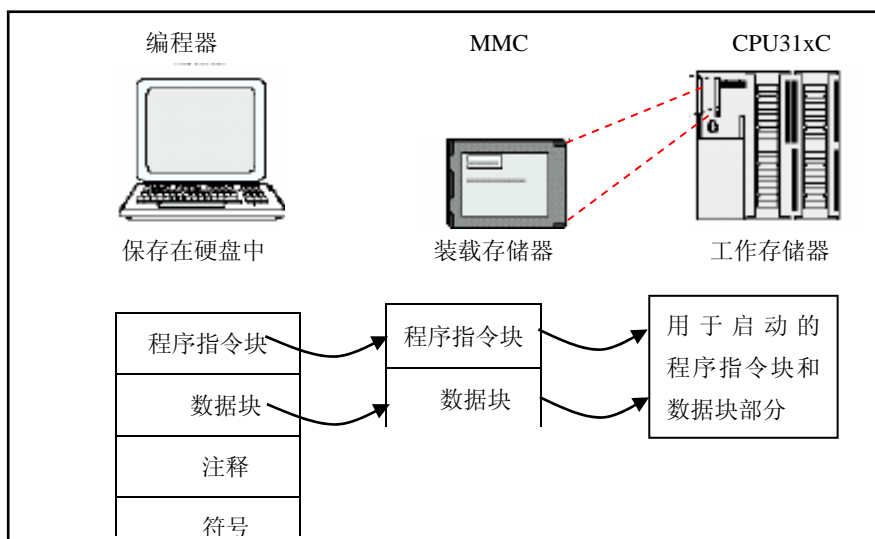 编程器 MMC CPU31xC
保存在硬盘中 装载存储器 工作存储器
程序指令块
数据块
注释
符号
程序指令块
数据块
用于启动的
程序指令块和
数据块部分